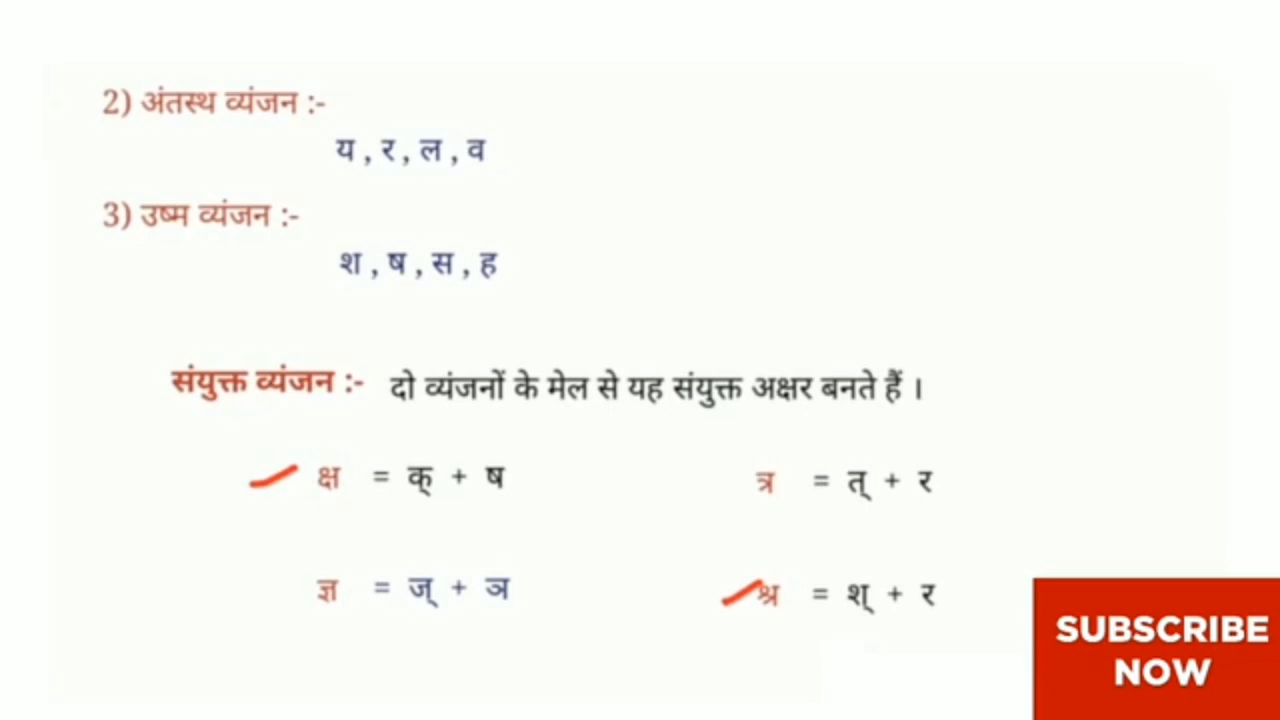 2) अंतस्थ व्यंजन :-
य , र , ल , व
3) उष्म व्यंजन :-
श , ष , स , ह
संयुक्त व्यंजन :- दो व्यंजनों के मेल से यह संयुक्त अक्षर बनते हैं ।
क्ष = क् + ष त्र = त् + र
ज्ञ = ज् + ञ श्र = श् + र
SUBSCRIBE
NOW